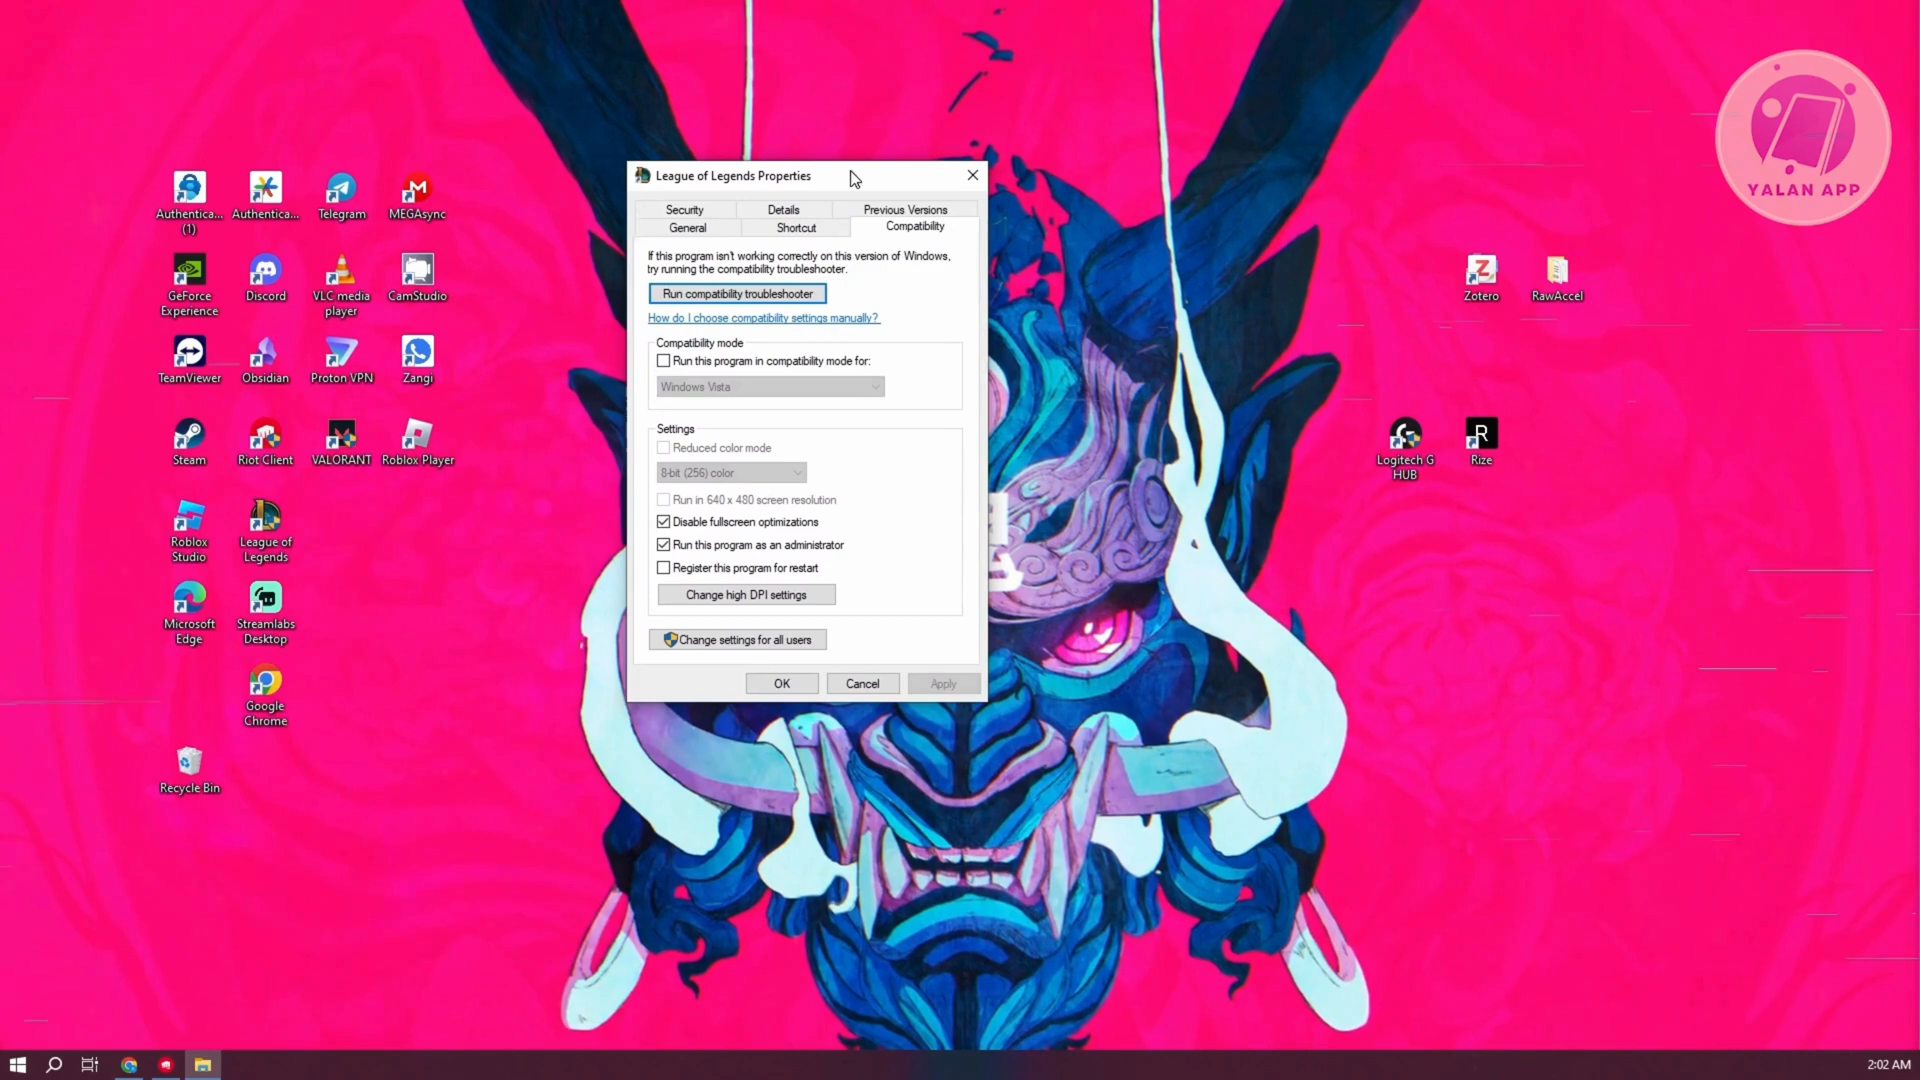 YALAN APP
Authentica...
(1)
Authentica...
Telegram
MEGAsync
GeForce
Experience
Discord
VLC media
player
CamStudio
TeamViewer
Obsidian
Proton VPN
Zangi
Steam
Riot Client
VALORANT
Roblox Player
Roblox
Studio
League of
Legends
Microsoft
Edge
Streamlabs
Desktop
Google
Chrome
Recycle Bin
League of Legends Properties
Security
Details
Previous Versions
General
Shortcut
Compatibility
If this program isn't working correctly on this version of Windows,
try running the compatibility troubleshooter.
Run compatibility troubleshooter
How do I choose compatibility settings manually?
Compatibility mode
Run this program in compatibility mode for:
Windows Vista
Settings
Reduced color mode
8-bit (256) color
Run in 640 x 480 screen resolution
Disable fullscreen optimizations
Run this program as an administrator
Register this program for restart
Change high DPI settings
Change settings for all users
OK
Cancel
Apply
Zotero
RawAccel
Logitech G
HUB
R
Rize
2:02 AM